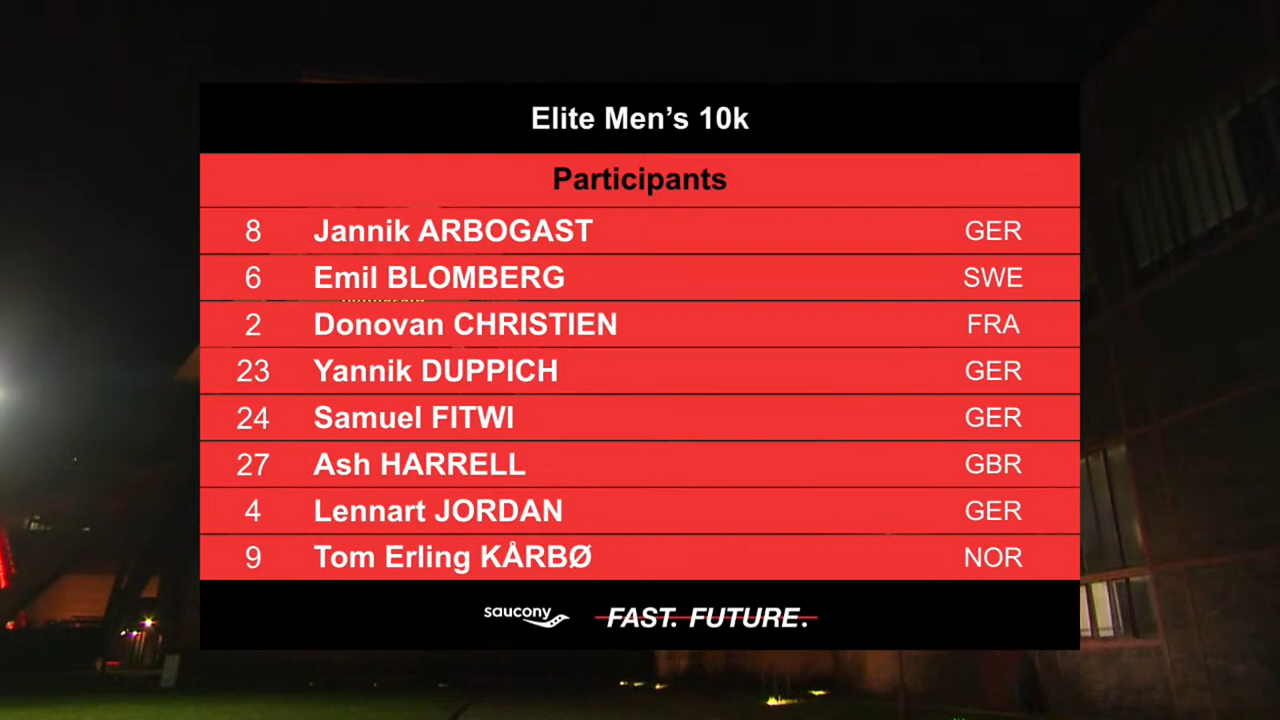 Elite Men’s 10k
Participants
8 Jannik ARBOGAST GER
6 Emil BLOMBERG SWE
2 Donovan CHRISTIEN FRA
23 Yannik DUPPICH GER
24 Samuel FITWI GER
27 Ash HARRELL GBR
4 Lennart JORDAN GER
9 Tom Erling KÅRBØ NOR
saucony FAST. FUTURE.